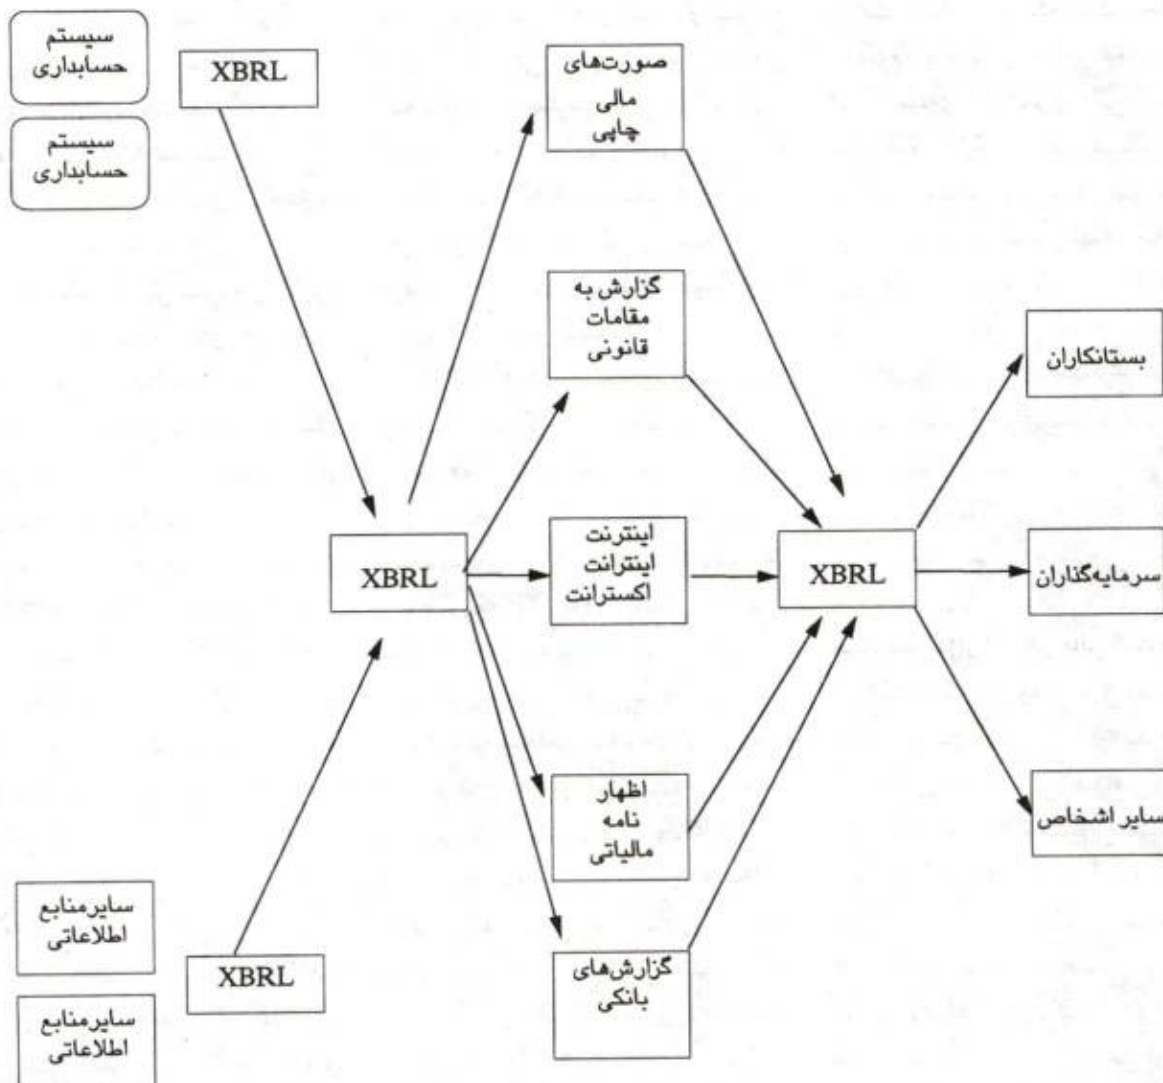 سیستم
حسابداری
سیستم
حسابداری
XBRL
صورت‌های
مالی
چاپی
گزارش به
مقامات
قانونی
XBRL
اینترنت
اینترانت
اکسترانت
XBRL
بستانکاران
سرمایه‌گذاران
سایر اشخاص
اظهار
نامه
مالیاتی
گزارش‌های
بانکی
سایرمنابع
اطلاعاتی
سایرمنابع
اطلاعاتی
XBRL